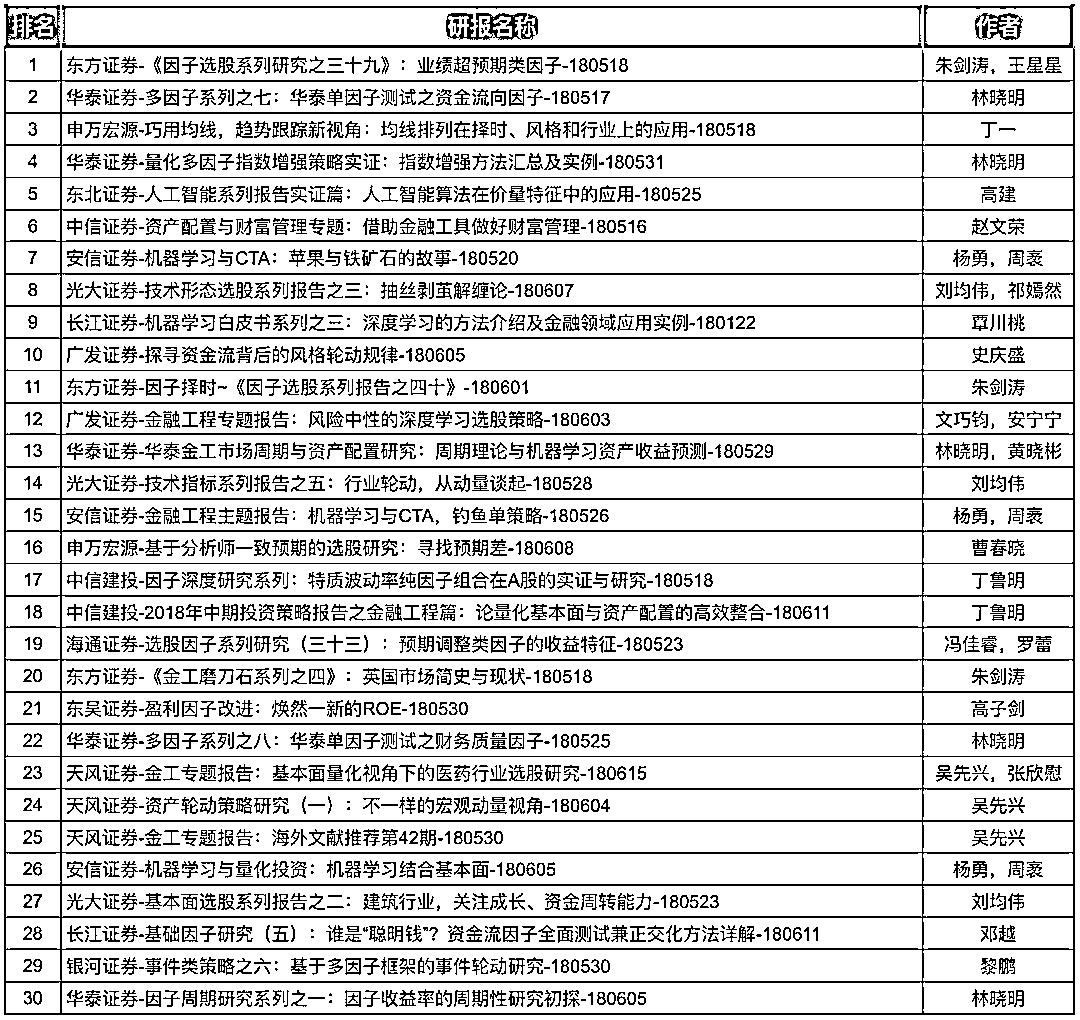 排名 研报名称 作者
1 东方证券-《因子选股系列研究之三十九》：业绩超预期类因子-180518 朱剑涛，王星星
2 华泰证券-多因子系列之七：华泰单因子测试之资金流向因子-180517 林晓明
3 申万宏源-巧用均线，趋势跟踪新视角：均线排列在择时、风格和行业上的应用-180518 丁一
4 华泰证券-量化多因子指数增强策略实证：指数增强方法汇总及实例-180531 林晓明
5 东北证券-人工智能系列报告实证篇：人工智能算法在价量特征中的应用-180525 高建
6 中信证券-资产配置与财富管理专题：借助金融工具做好财富管理-180516 赵文荣
7 安信证券-机器学习与CTA：苹果与铁矿石的故事-180520 杨勇，周袤
8 光大证券-技术形态选股系列报告之三：抽丝剥茧解缠论-180607 刘均伟，祁嫣然
9 长江证券-机器学习白皮书系列之三：深度学习的方法介绍及金融领域应用实例-180122 覃川桃
10 广发证券-探寻资金流背后的风格轮动规律-180605 史庆盛
11 东方证券-因子择时~《因子选股系列报告之四十》-180601 朱剑涛
12 广发证券-金融工程专题报告：风险中性的深度学习选股策略-180603 文巧钧，安宁宁
13 华泰证券-华泰金工市场周期与资产配置研究：周期理论与机器学习资产收益预测-180529 林晓明，黄晓彬
14 光大证券-技术指标系列报告之五：行业轮动，从动量谈起-180528 刘均伟
15 安信证券-金融工程主题报告：机器学习与CTA，钓鱼单策略-180526 杨勇，周袤
16 申万宏源-基于分析师一致预期的选股研究：寻找预期差-180608 曹春晓
17 中信建投-因子深度研究系列：特质波动率纯因子组合在A股的实证与研究-180518 丁鲁明
18 中信建投-2018年中期投资策略报告之金融工程篇：论量化基本面与资产配置的高效整合-180611 丁鲁明
19 海通证券-选股因子系列研究（三十三）：预期调整类因子的收益特征-180523 冯佳睿，罗蕾
20 东方证券-《金工磨刀石系列之四》：英国市场简史与现状-180518 朱剑涛
21 东吴证券-盈利因子改进：焕然一新的ROE-180530 高子剑
22 华泰证券-多因子系列之八：华泰单因子测试之财务质量因子-180525 林晓明
23 天风证券-金工专题报告：基本面量化视角下的医药行业选股研究-180615 吴先兴，张欣慰
24 天风证券-资产轮动策略研究（一）：不一样的宏观动量视角-180604 吴先兴
25 天风证券-金工专题报告：海外文献推荐第42期-180530 吴先兴
26 安信证券-机器学习与量化投资：机器学习结合基本面-180605 杨勇，周袤
27 光大证券-基本面选股系列报告之二：建筑行业，关注成长、资金周转能力-180523 刘均伟
28 长江证券-基础因子研究（五）：谁是“聪明钱”？资金流因子全面测试兼正交化方法详解-180611 邓越
29 银河证券-事件类策略之六：基于多因子框架的事件轮动研究-180530 黎鹏
30 华泰证券-因子周期研究系列之一：因子收益率的周期性研究初探-180605 林晓明